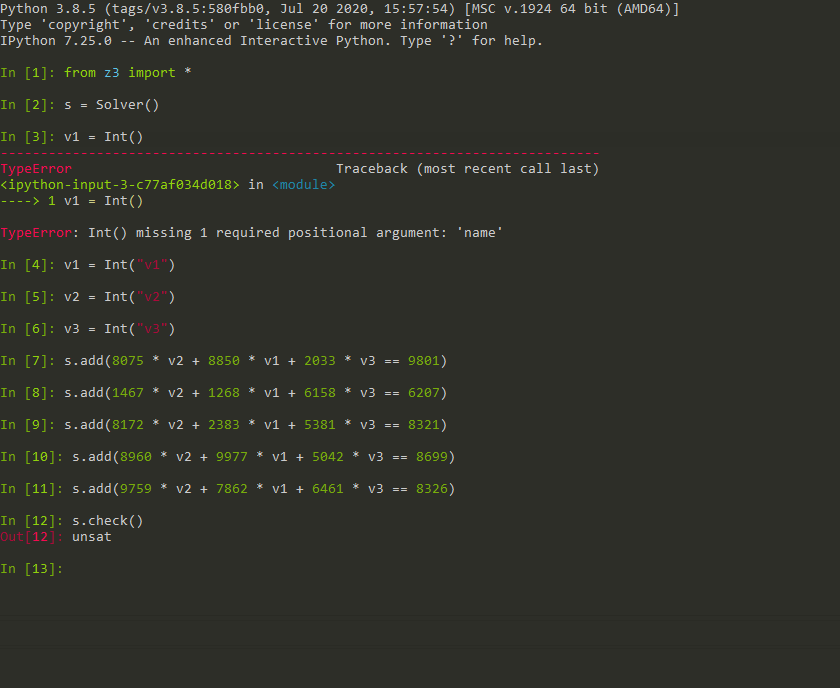 Python 3.8.5 (tags/v3.8.5:580fbb0, Jul 20 2020, 15:57:54) [MSC v.1924 64 bit (AMD64)]
Type 'copyright', 'credits' or 'license' for more information
IPython 7.25.0 -- An enhanced Interactive Python. Type '?' for help.
In [1]: from z3 import *
In [2]: s = Solver()
In [3]: v1 = Int()
---------------------------------------------------------------------------
TypeError                                 Traceback (most recent call last)
<ipython-input-3-c77af034d018> in <module>
----> 1 v1 = Int()
TypeError: Int() missing 1 required positional argument: 'name'
In [4]: v1 = Int("v1")
In [5]: v2 = Int("v2")
In [6]: v3 = Int("v3")
In [7]: s.add(8075 * v2 + 8850 * v1 + 2033 * v3 == 9801)
In [8]: s.add(1467 * v2 + 1268 * v1 + 6158 * v3 == 6207)
In [9]: s.add(8172 * v2 + 2383 * v1 + 5381 * v3 == 8321)
In [10]: s.add(8960 * v2 + 9977 * v1 + 5042 * v3 == 8699)
In [11]: s.add(9759 * v2 + 7862 * v1 + 6461 * v3 == 8326)
In [12]: s.check()
Out[12]: unsat
In [13]: